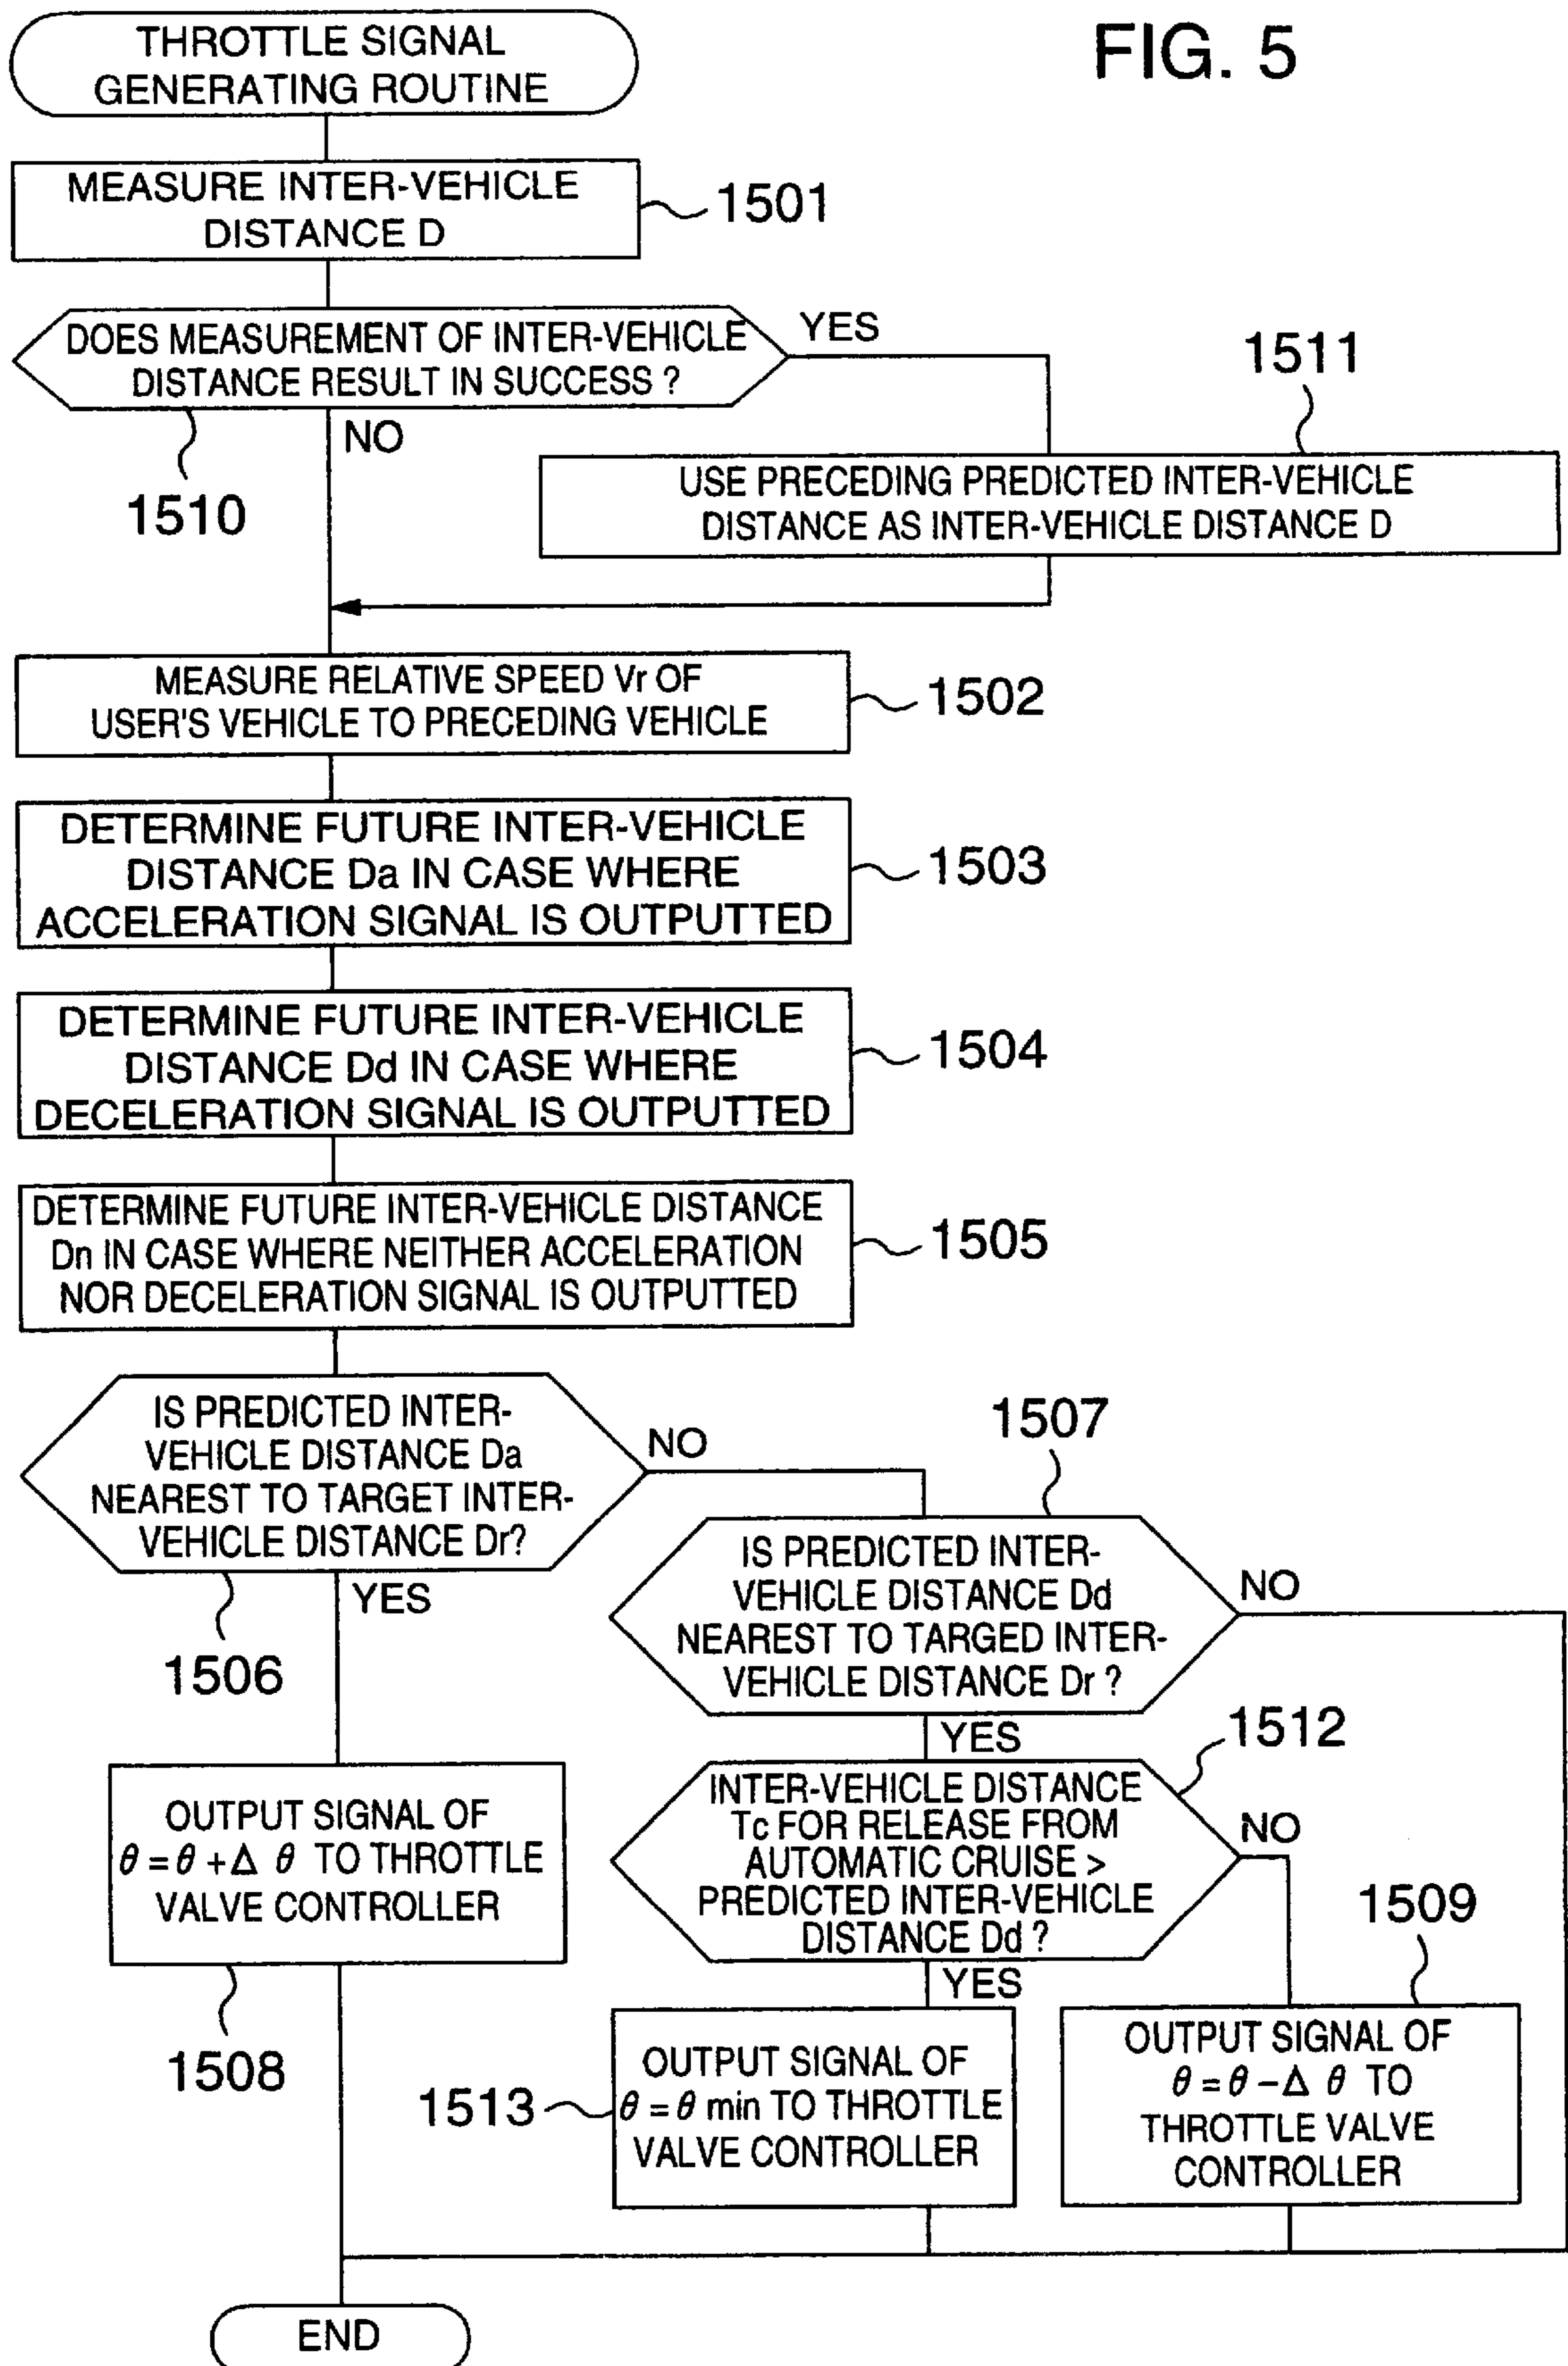 FIG. 5
THROTTLE SIGNAL
GENERATING ROUTINE
MEASURE INTER-VEHICLE
DISTANCE D
1501
DOES MEASUREMENT OF INTER-VEHICLE
DISTANCE RESULT IN SUCCESS ?
YES
NO
1510
1511
USE PRECEDING PREDICTED INTER-VEHICLE
DISTANCE AS INTER-VEHICLE DISTANCE D
MEASURE RELATIVE SPEED Vr OF
USER'S VEHICLE TO PRECEDING VEHICLE
1502
DETERMINE FUTURE INTER-VEHICLE
DISTANCE Da IN CASE WHERE
ACCELERATION SIGNAL IS OUTPUTTED
1503
DETERMINE FUTURE INTER-VEHICLE
DISTANCE Dd IN CASE WHERE
DECELERATION SIGNAL IS OUTPUTTED
1504
DETERMINE FUTURE INTER-VEHICLE DISTANCE
Dn IN CASE WHERE NEITHER ACCELERATION
NOR DECELERATION SIGNAL IS OUTPUTTED
1505
IS PREDICTED INTER-
VEHICLE DISTANCE Da
NEAREST TO TARGET INTER-
VEHICLE DISTANCE Dr?
NO
YES
1506
1507
IS PREDICTED INTER-
VEHICLE DISTANCE Dd
NEAREST TO TARGED INTER-
VEHICLE DISTANCE Dr ?
NO
YES
1512
INTER-VEHICLE DISTANCE
Tc FOR RELEASE FROM
AUTOMATIC CRUISE >
PREDICTED INTER-VEHICLE
DISTANCE Dd ?
NO
YES
OUTPUT SIGNAL OF
θ = θ + Δ θ TO THROTTLE
VALVE CONTROLLER
1508
1513
OUTPUT SIGNAL OF
θ = θ min TO THROTTLE
VALVE CONTROLLER
1509
OUTPUT SIGNAL OF
θ = θ − Δ θ TO
THROTTLE VALVE
CONTROLLER
END